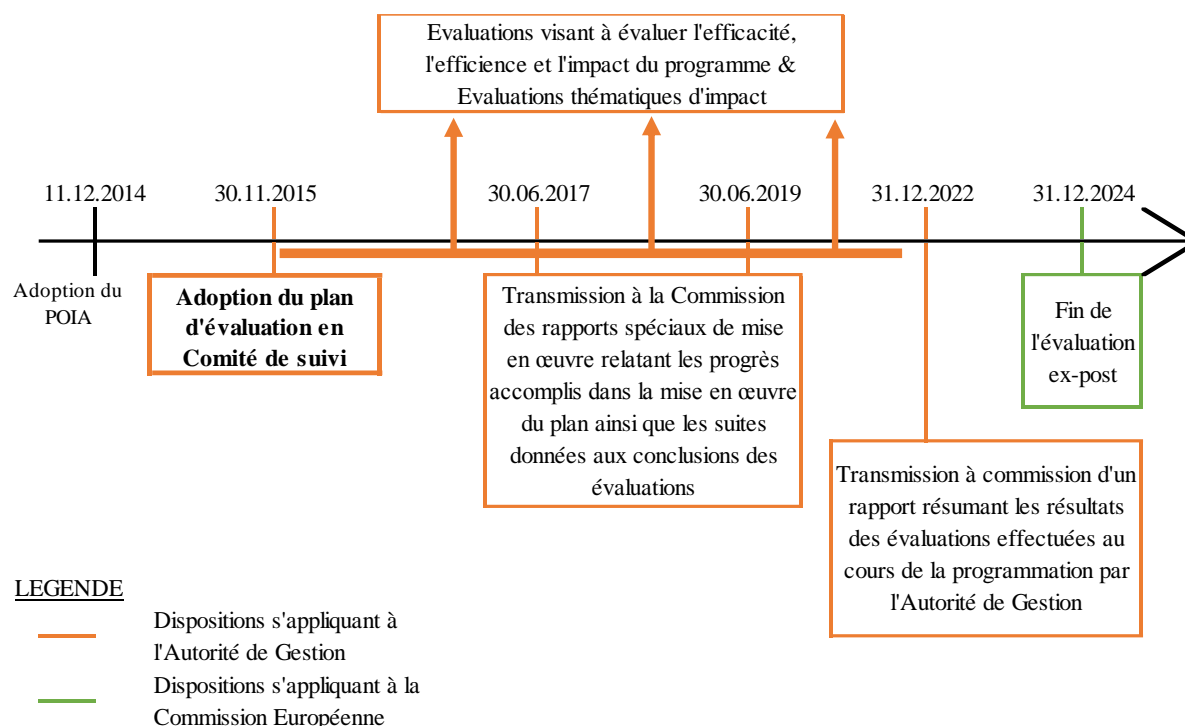 Evaluations visant à évaluer l'efficacité,
l'efficience et l'impact du programme &
Evaluations thématiques d'impact
11.12.2014
30.11.2015
30.06.2017
30.06.2019
31.12.2022
31.12.2024
Adoption du
POIA
Adoption du plan
d'évaluation en
Comité de suivi
Transmission à la Commission
des rapports spéciaux de mise
en œuvre relatant les progrès
accomplis dans la mise en œuvre
du plan ainsi que les suites
données aux conclusions des
évaluations
Fin de
l'évaluation
ex-post
Transmission à commission d'un
rapport résumant les résultats
des évaluations effectuées au
cours de la programmation par
l'Autorité de Gestion
LEGENDE
Dispositions s'appliquant à
l'Autorité de Gestion
Dispositions s'appliquant à la
Commission Européenne